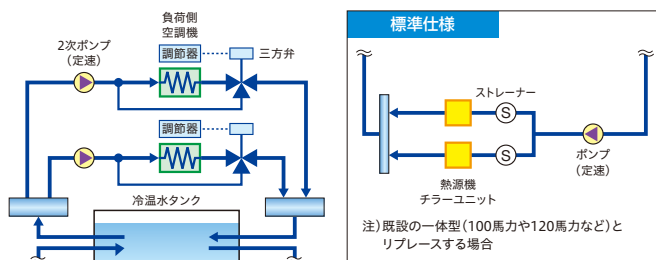 負荷側
空調機
2次ポンプ
(定速)
調節器
三方弁
調節器
冷温水タンク
標準仕様
ストレーナー
S
S
ポンプ
(定速)
熱源機
チラーユニット
注)既設の一体型(100馬力や120馬力など)と
リプレースする場合